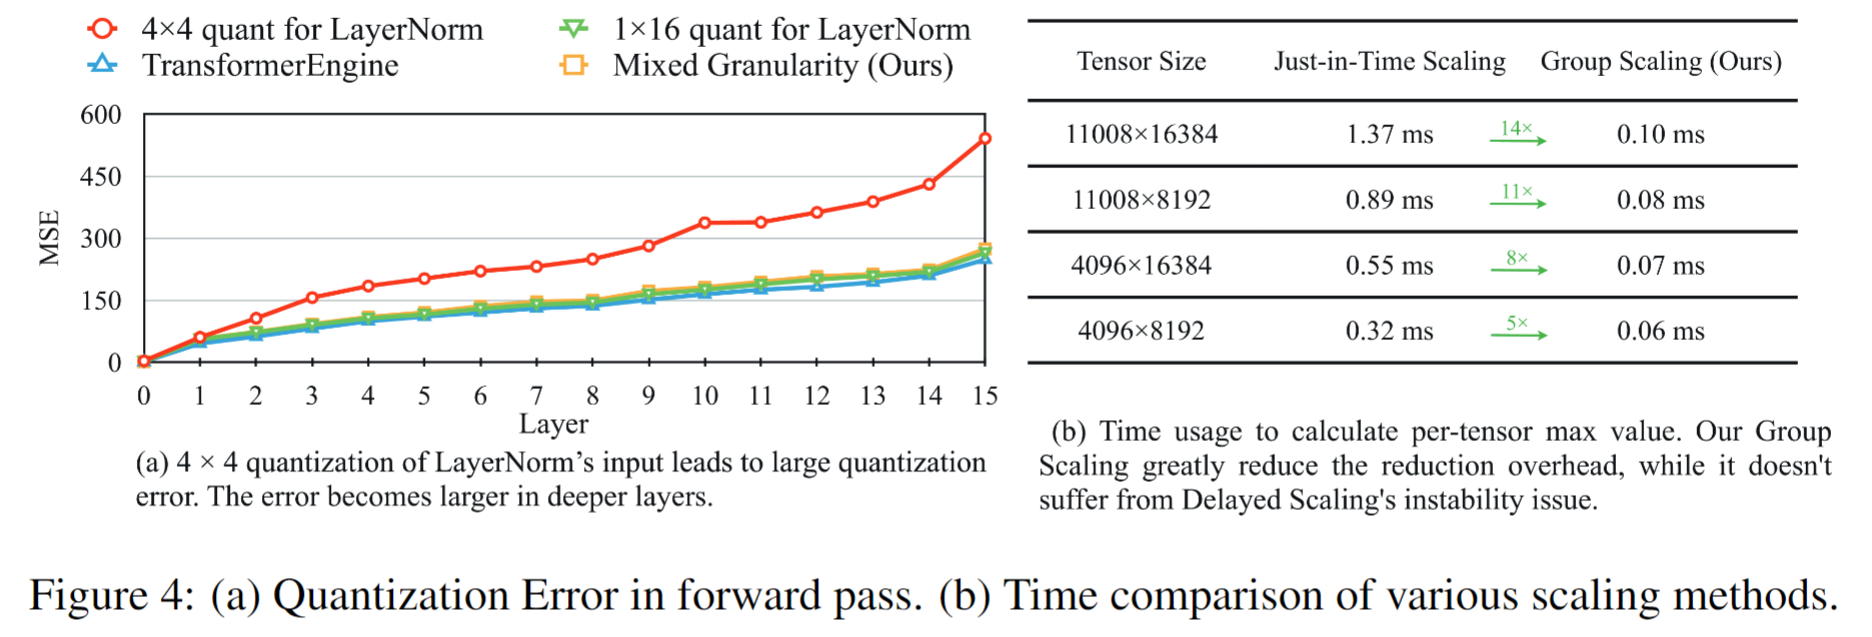 4×4 quant for LayerNorm
1×16 quant for LayerNorm
TransformerEngine
Mixed Granularity (Ours)
MSE
600
450
300
150
0
0 1 2 3 4 5 6 7 8 9 10 11 12 13 14 15
Layer
(a) 4 × 4 quantization of LayerNorm’s input leads to large quantization
error. The error becomes larger in deeper layers.
Tensor Size Just-in-Time Scaling Group Scaling (Ours)
11008×16384 1.37 ms 14× 0.10 ms
11008×8192 0.89 ms 11× 0.08 ms
4096×16384 0.55 ms 8× 0.07 ms
4096×8192 0.32 ms 5× 0.06 ms
(b) Time usage to calculate per-tensor max value. Our Group
Scaling greatly reduce the reduction overhead, while it doesn't
suffer from Delayed Scaling's instability issue.
Figure 4: (a) Quantization Error in forward pass. (b) Time comparison of various scaling methods.